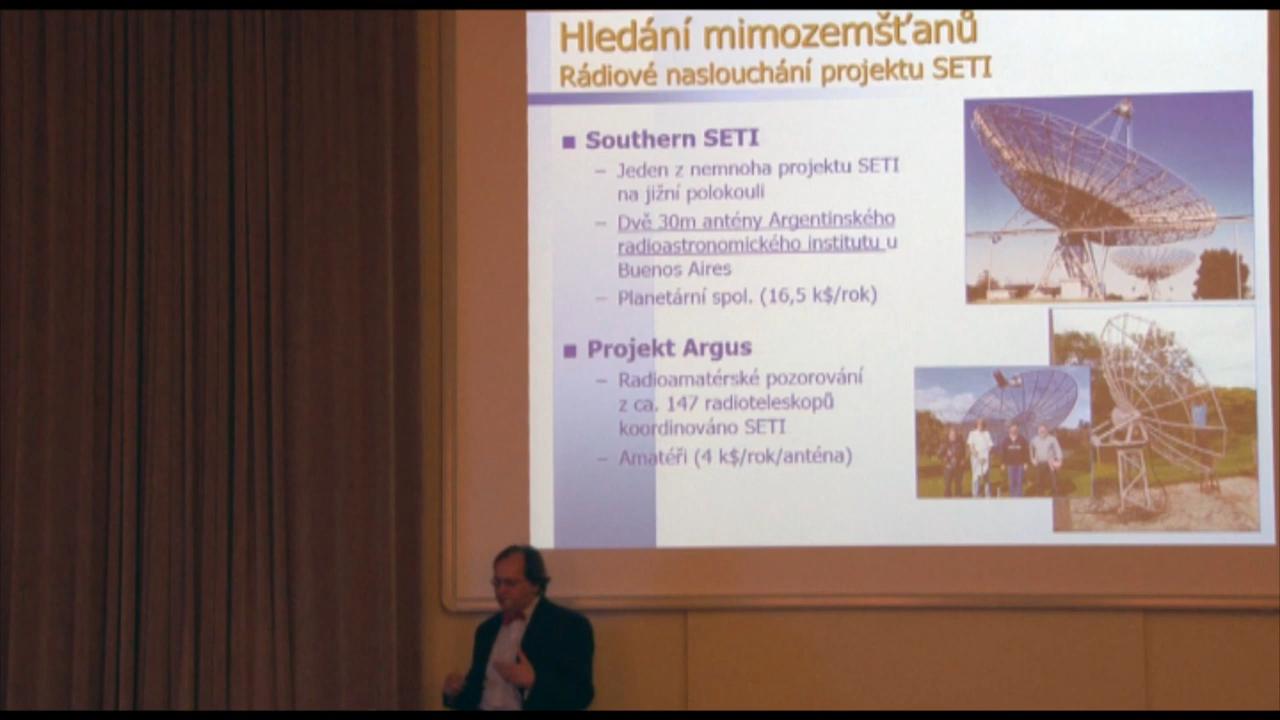 Hledání mimozemšťanů
Rádiové naslouchání projektu SETI
■ Southern SETI
– Jeden z nemnoha projektu SETI
na jižní polokouli
– Dvě 30m antény Argentinského
radioastronomického institutu u
Buenos Aires
– Planetární spol. (16,5 k$/rok)
■ Projekt Argus
– Radioamatérské pozorování
z ca. 147 radioteleskopů
koordinováno SETI
– Amatéři (4 k$/rok/anténa)